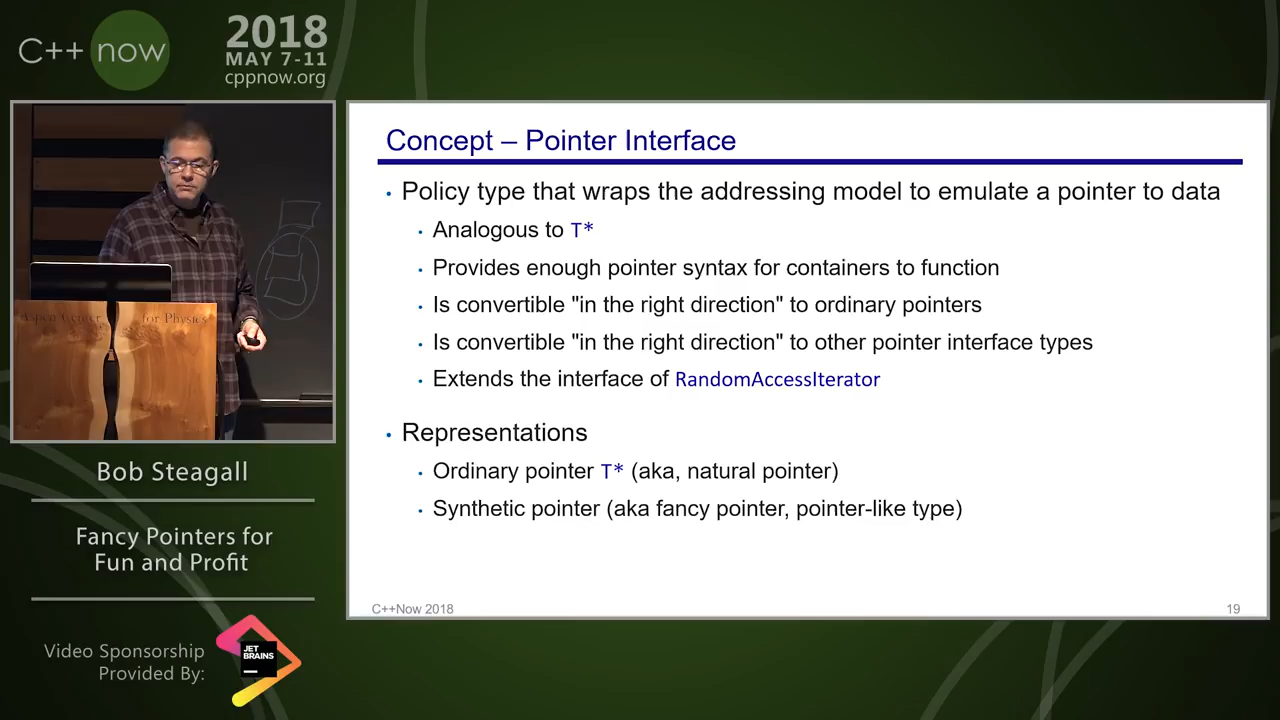 C++ now
2018
MAY 7-11
cppnow.org
Aspen Center for Physics
Bob Steagall
Fancy Pointers for
Fun and Profit
Video Sponsorship
Provided By:
JET
BRAINS
Concept – Pointer Interface
• Policy type that wraps the addressing model to emulate a pointer to data
• Analogous to T*
• Provides enough pointer syntax for containers to function
• Is convertible "in the right direction" to ordinary pointers
• Is convertible "in the right direction" to other pointer interface types
• Extends the interface of RandomAccessIterator
• Representations
• Ordinary pointer T* (aka, natural pointer)
• Synthetic pointer (aka fancy pointer, pointer-like type)
C++Now 2018
19